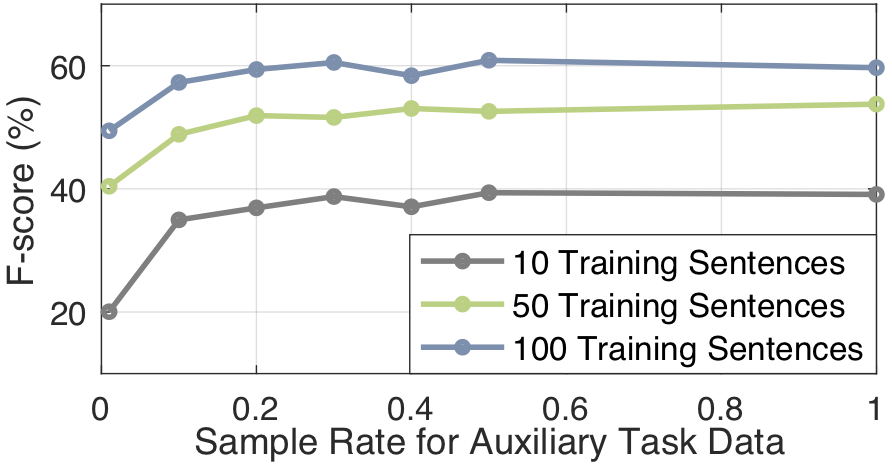 F-score (%)
60
40
20
10 Training Sentences
50 Training Sentences
100 Training Sentences
0 0.2 0.4 0.6 0.8 1
Sample Rate for Auxiliary Task Data